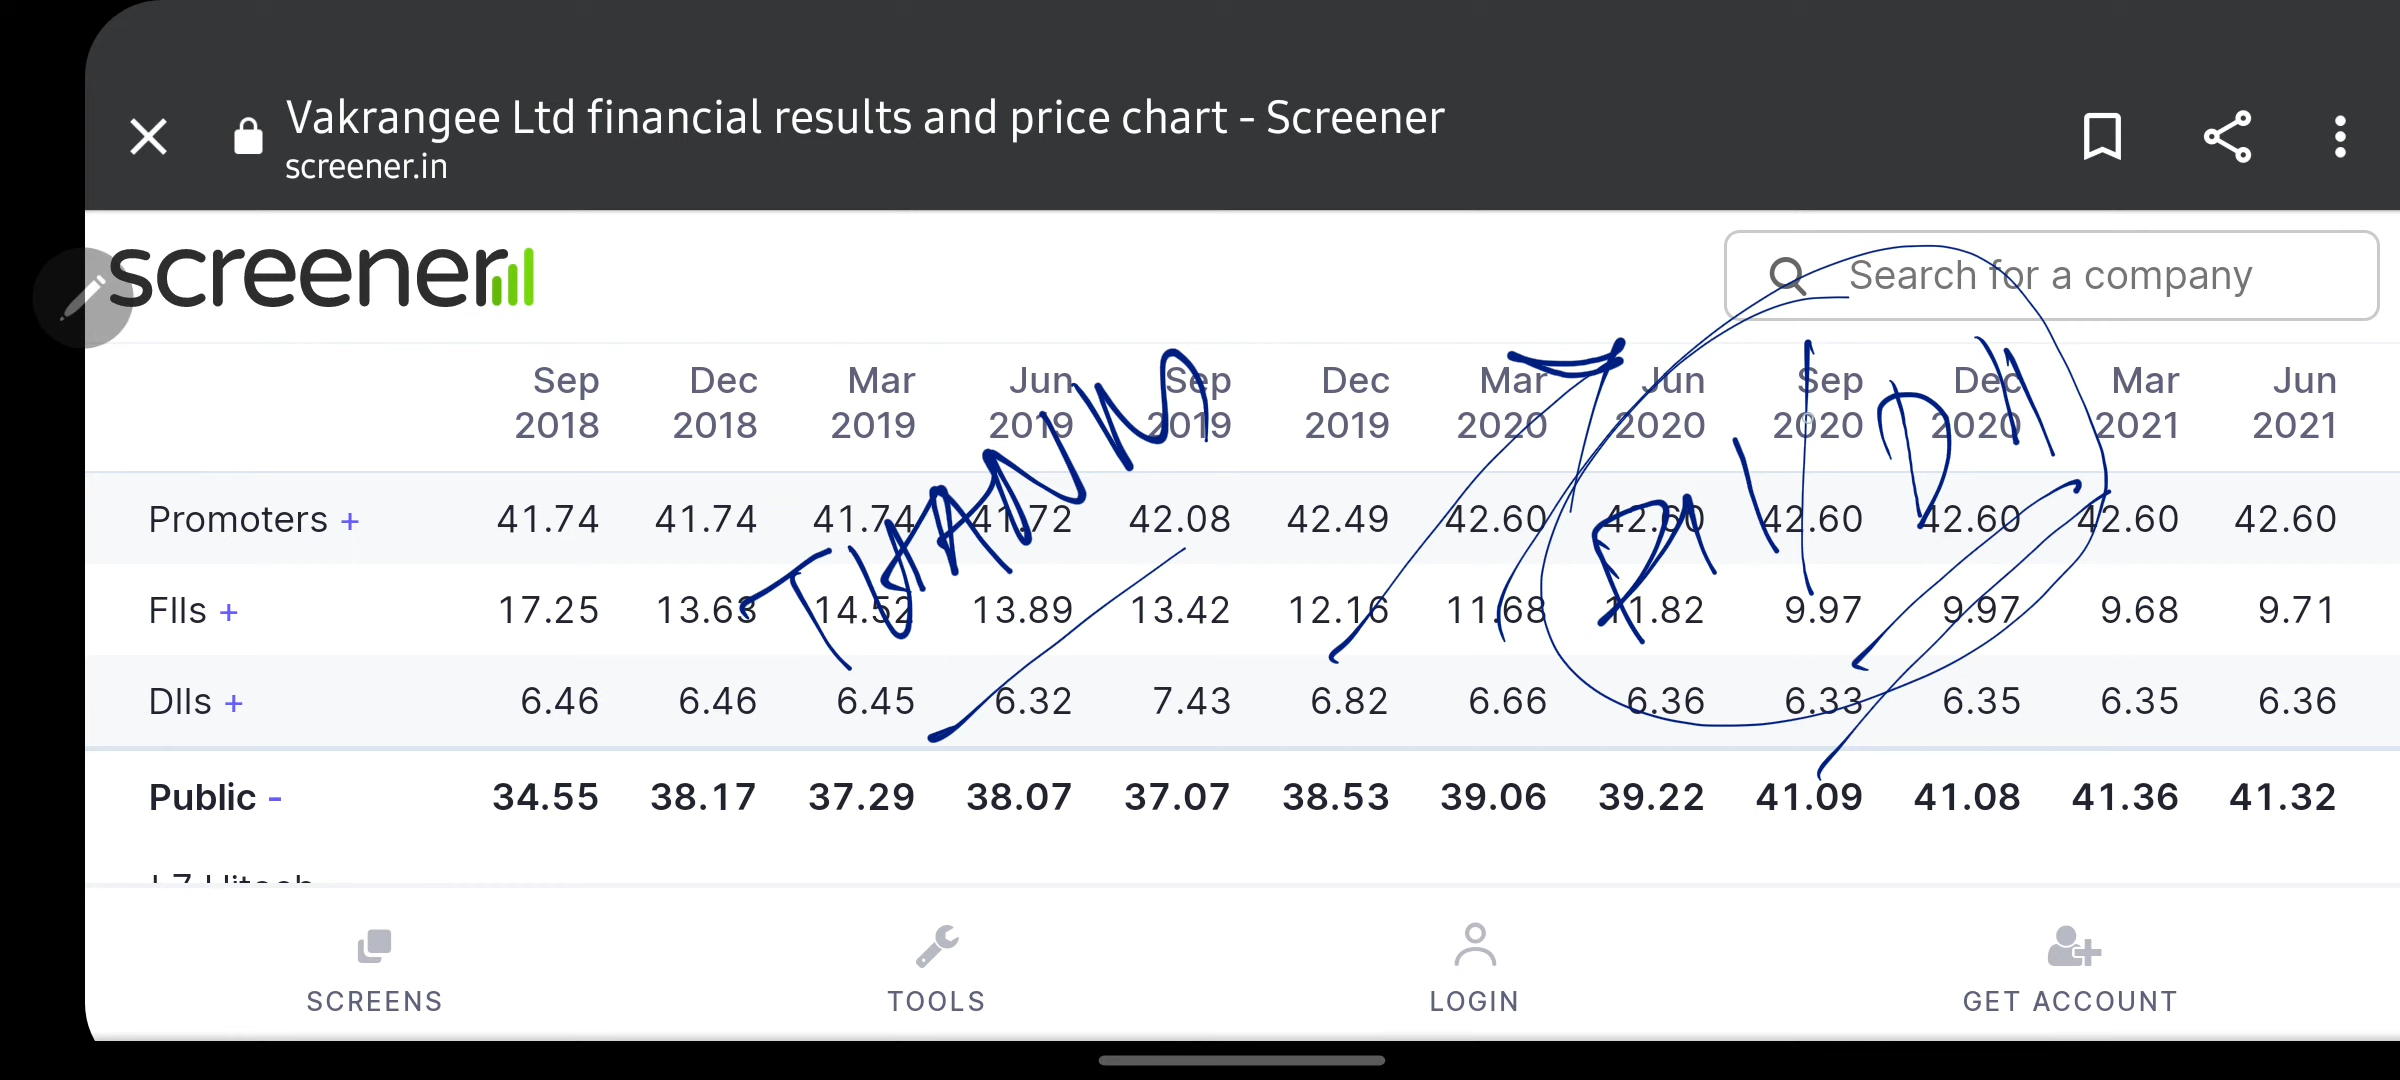 Vakrangee Ltd financial results and price chart - Screener
screener.in
screener
Search for a company
Sep 2018 Dec 2018 Mar 2019 Jun 2019 Sep 2019 Dec 2019 Mar 2020 Jun 2020 Sep 2020 Dec 2020 Mar 2021 Jun 2021
Promoters + 41.74 41.74 41.74 41.72 42.08 42.49 42.60 42.60 42.60 42.60 42.60 42.60
FIIs + 17.25 13.63 14.52 13.89 13.42 12.16 11.68 11.82 9.97 9.97 9.68 9.71
DIIs + 6.46 6.46 6.45 6.32 7.43 6.82 6.66 6.36 6.33 6.35 6.35 6.36
Public - 34.55 38.17 37.29 38.07 37.07 38.53 39.06 39.22 41.09 41.08 41.36 41.32
SCREENS TOOLS LOGIN GET ACCOUNT